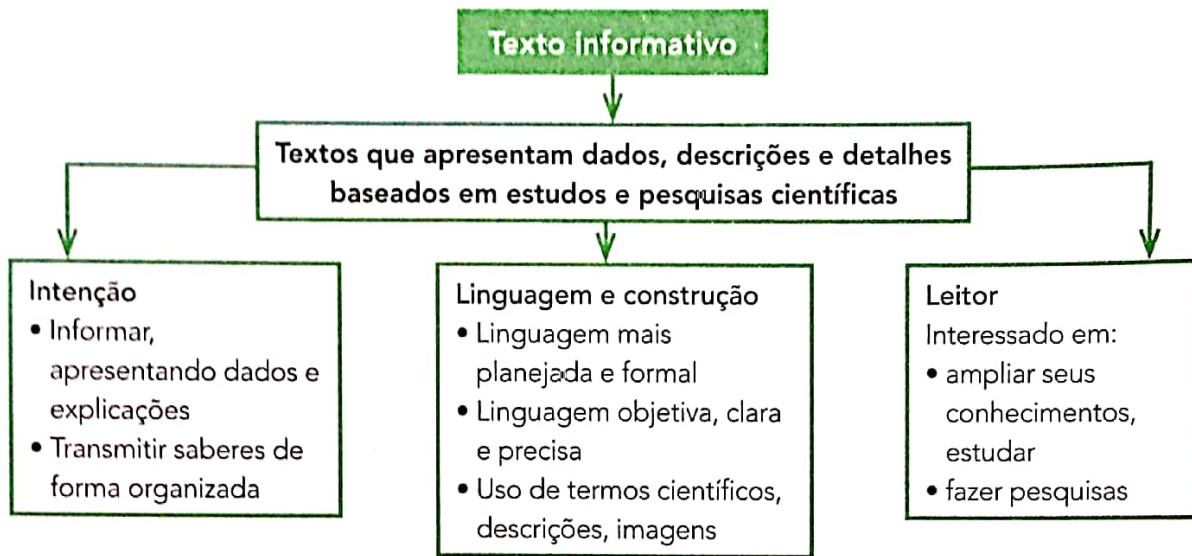 Texto informativo
Textos que apresentam dados, descrições e detalhes
baseados em estudos e pesquisas científicas
Intenção
• Informar,
apresentando dados e
explicações
• Transmitir saberes de
forma organizada
Linguagem e construção
• Linguagem mais
planejada e formal
• Linguagem objetiva, clara
e precisa
• Uso de termos científicos,
descrições, imagens
Leitor
Interessado em:
• ampliar seus
conhecimentos,
estudar
• fazer pesquisas